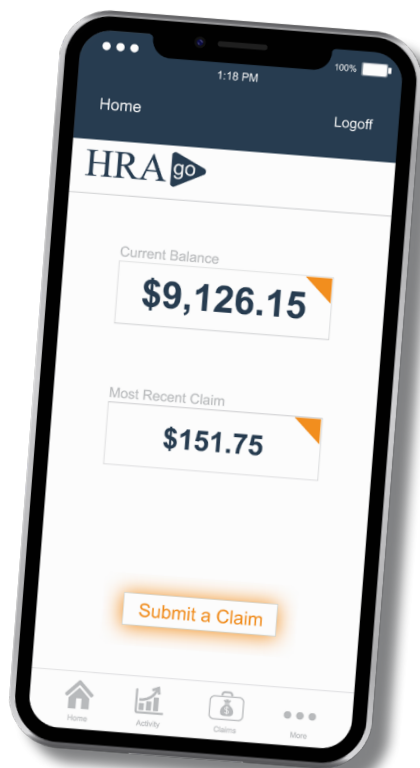 1:18 PM
100%
Home
Logoff
HRA go
Current Balance
$9,126.15
Most Recent Claim
$151.75
Submit a Claim
Home
Activity
Claims
More